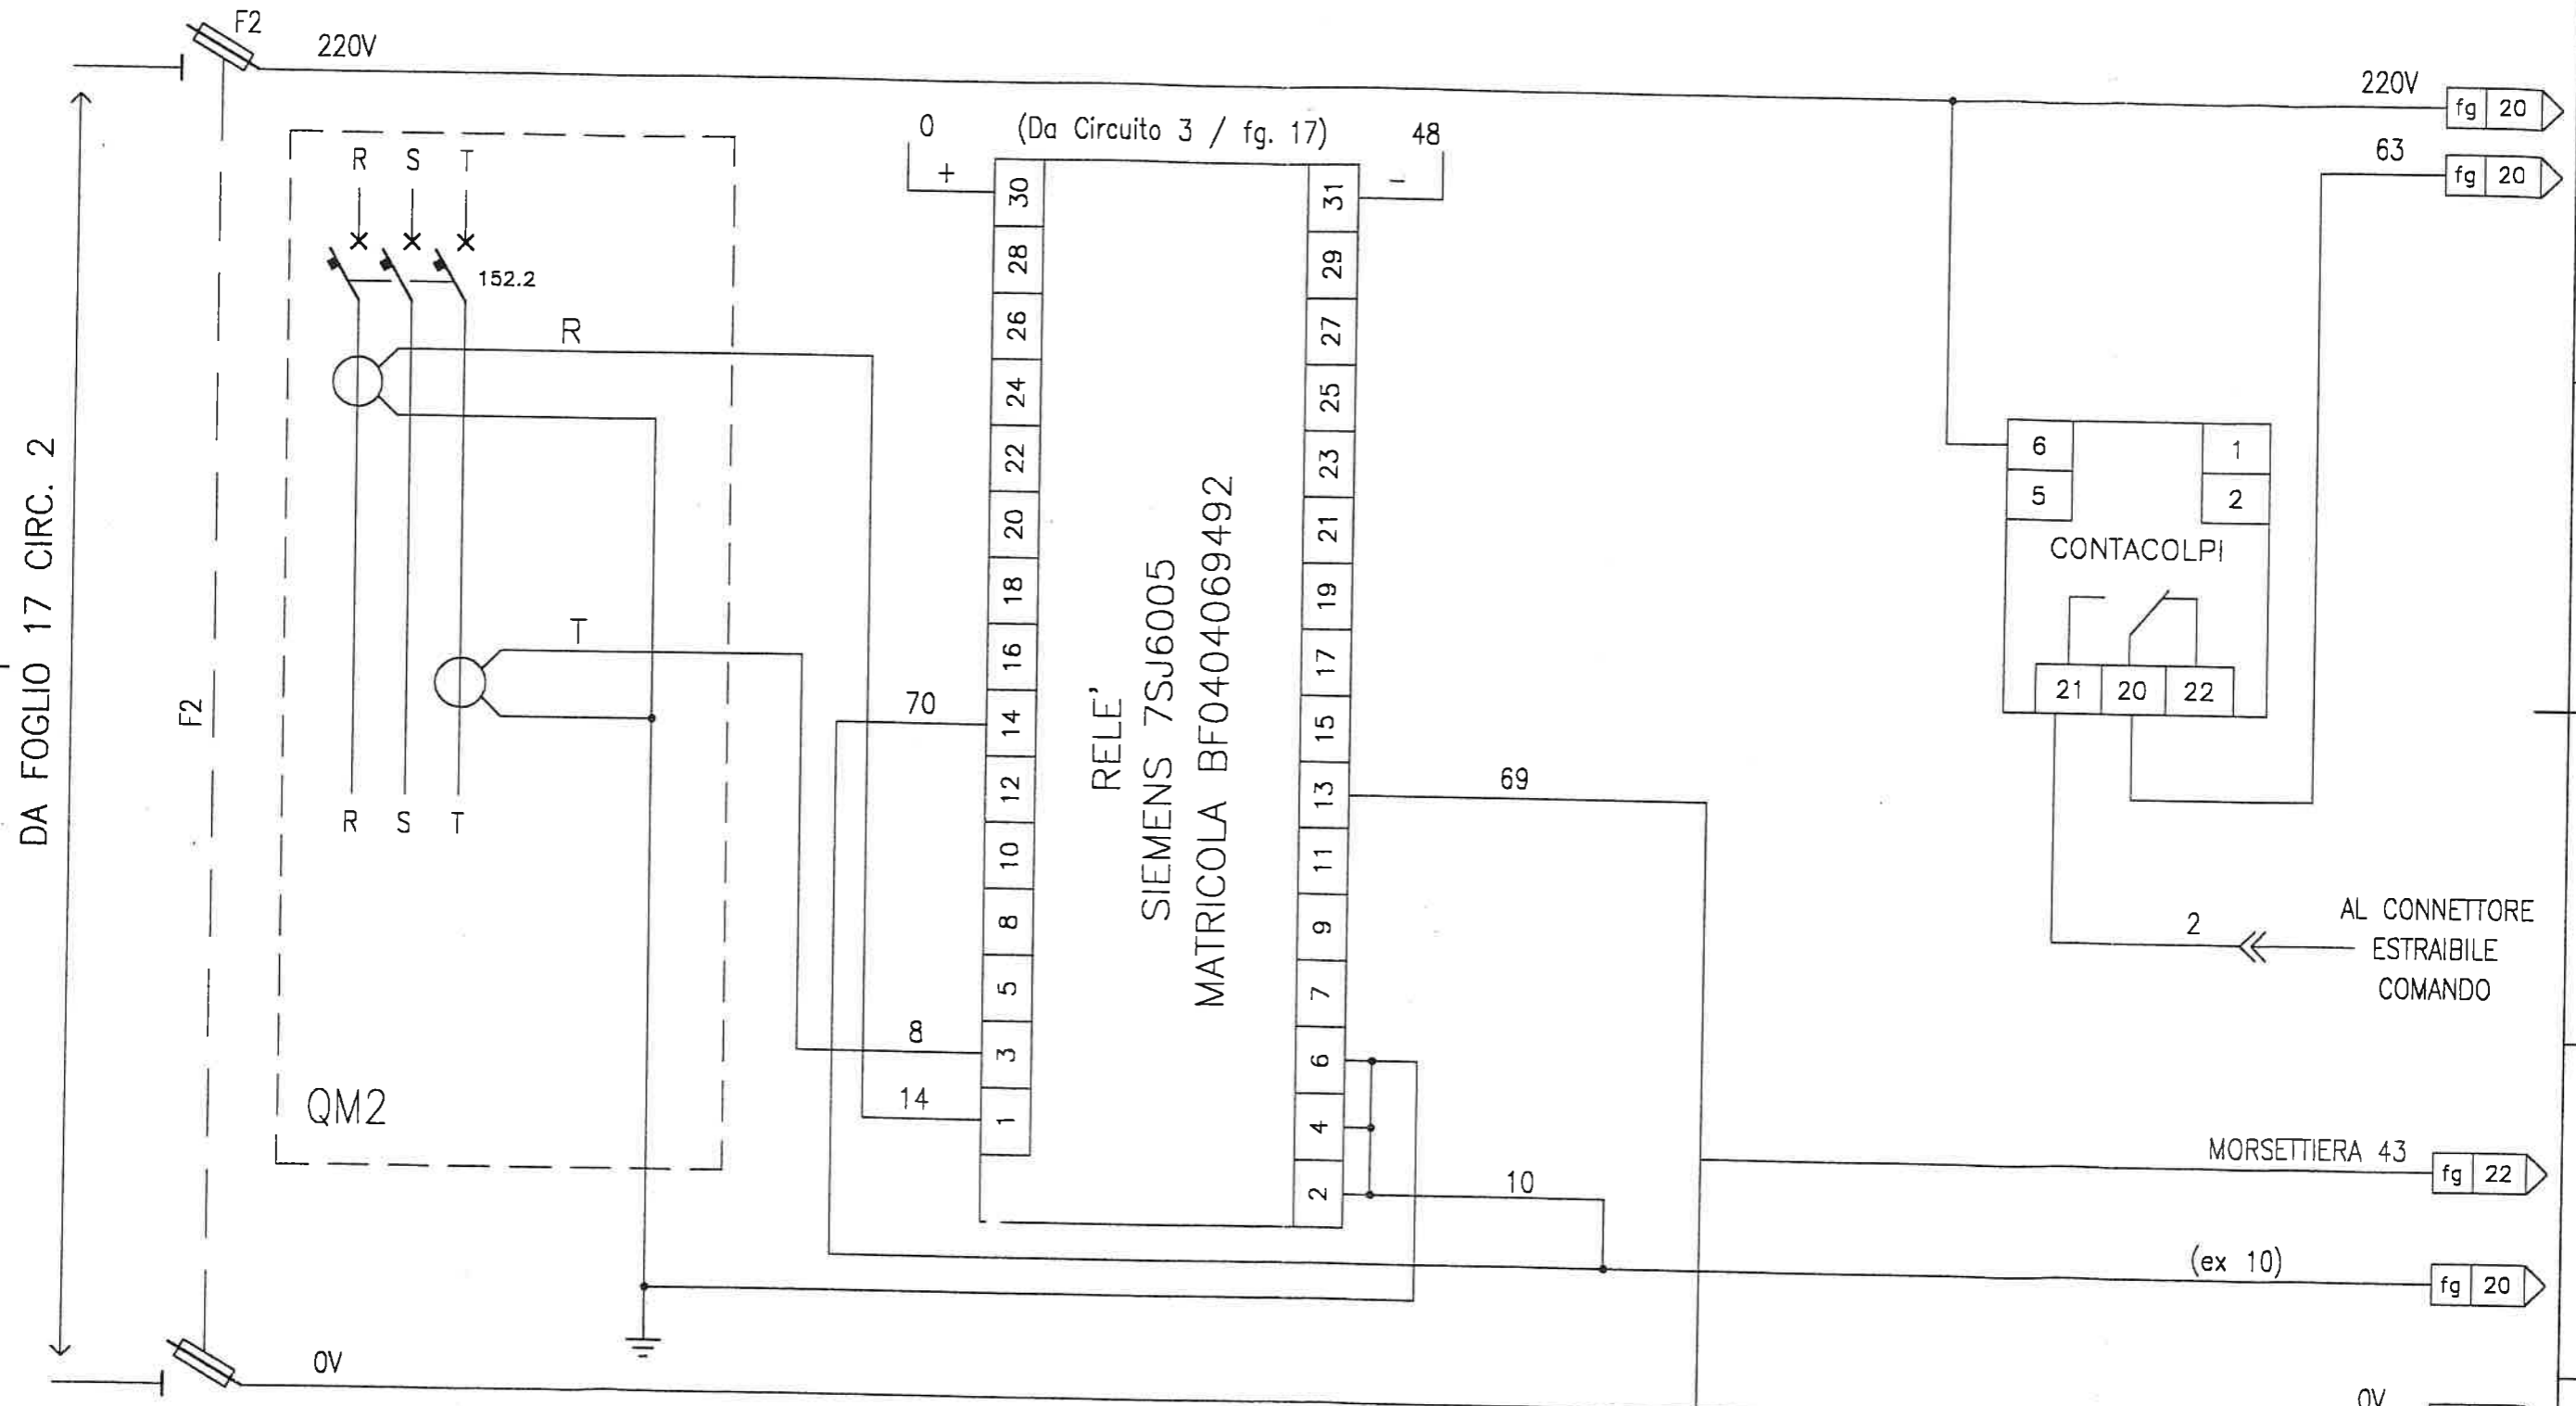 F2
220V
220V
fg 20
63
fg 20
0
(Da Circuito 3 / fg. 17)
48
+
-
R S T
152.2
R
T
R S T
QM2
DA FOGLIO 17 CIRC. 2
F2
30
28
26
24
22
20
18
16
14
12
10
8
5
3
1
31
29
27
25
23
21
19
17
15
13
11
9
7
6
4
2
RELE'
SIEMENS 7SJ6005
MATRICOLA BF0404069492
70
8
14
69
10
6
5
1
2
CONTACOLPI
21 20 22
2
AL CONNETTORE
ESTRAIBILE
COMANDO
MORSETTIERA 43
fg 22
(ex 10)
fg 20
0V
0V